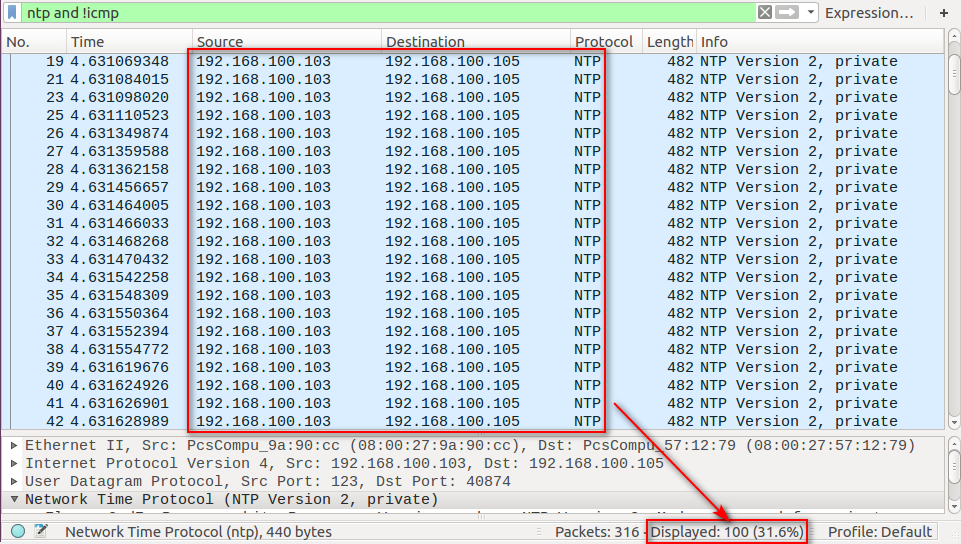 ntp and !icmp Expression... +
No. Time Source Destination Protocol Length Info
19 4.631069348 192.168.100.103 192.168.100.105 NTP 482 NTP Version 2, private
21 4.631084015 192.168.100.103 192.168.100.105 NTP 482 NTP Version 2, private
23 4.631098020 192.168.100.103 192.168.100.105 NTP 482 NTP Version 2, private
25 4.631110523 192.168.100.103 192.168.100.105 NTP 482 NTP Version 2, private
26 4.631349874 192.168.100.103 192.168.100.105 NTP 482 NTP Version 2, private
27 4.631359588 192.168.100.103 192.168.100.105 NTP 482 NTP Version 2, private
28 4.631362158 192.168.100.103 192.168.100.105 NTP 482 NTP Version 2, private
29 4.631456657 192.168.100.103 192.168.100.105 NTP 482 NTP Version 2, private
30 4.631464005 192.168.100.103 192.168.100.105 NTP 482 NTP Version 2, private
31 4.631466033 192.168.100.103 192.168.100.105 NTP 482 NTP Version 2, private
32 4.631468268 192.168.100.103 192.168.100.105 NTP 482 NTP Version 2, private
33 4.631470432 192.168.100.103 192.168.100.105 NTP 482 NTP Version 2, private
34 4.631542258 192.168.100.103 192.168.100.105 NTP 482 NTP Version 2, private
35 4.631548309 192.168.100.103 192.168.100.105 NTP 482 NTP Version 2, private
36 4.631550364 192.168.100.103 192.168.100.105 NTP 482 NTP Version 2, private
37 4.631552394 192.168.100.103 192.168.100.105 NTP 482 NTP Version 2, private
38 4.631554772 192.168.100.103 192.168.100.105 NTP 482 NTP Version 2, private
39 4.631619676 192.168.100.103 192.168.100.105 NTP 482 NTP Version 2, private
40 4.631624926 192.168.100.103 192.168.100.105 NTP 482 NTP Version 2, private
41 4.631626901 192.168.100.103 192.168.100.105 NTP 482 NTP Version 2, private
42 4.631628989 192.168.100.103 192.168.100.105 NTP 482 NTP Version 2, private
Ethernet II, Src: PcsCompu_9a:90:cc (08:00:27:9a:90:cc), Dst: PcsCompu_57:12:79 (08:00:27:57:12:79)
Internet Protocol Version 4, Src: 192.168.100.103, Dst: 192.168.100.105
User Datagram Protocol, Src Port: 123, Dst Port: 40874
Network Time Protocol (NTP Version 2, private)
Network Time Protocol (ntp), 440 bytes Packets: 316 · Displayed: 100 (31.6%) Profile: Default